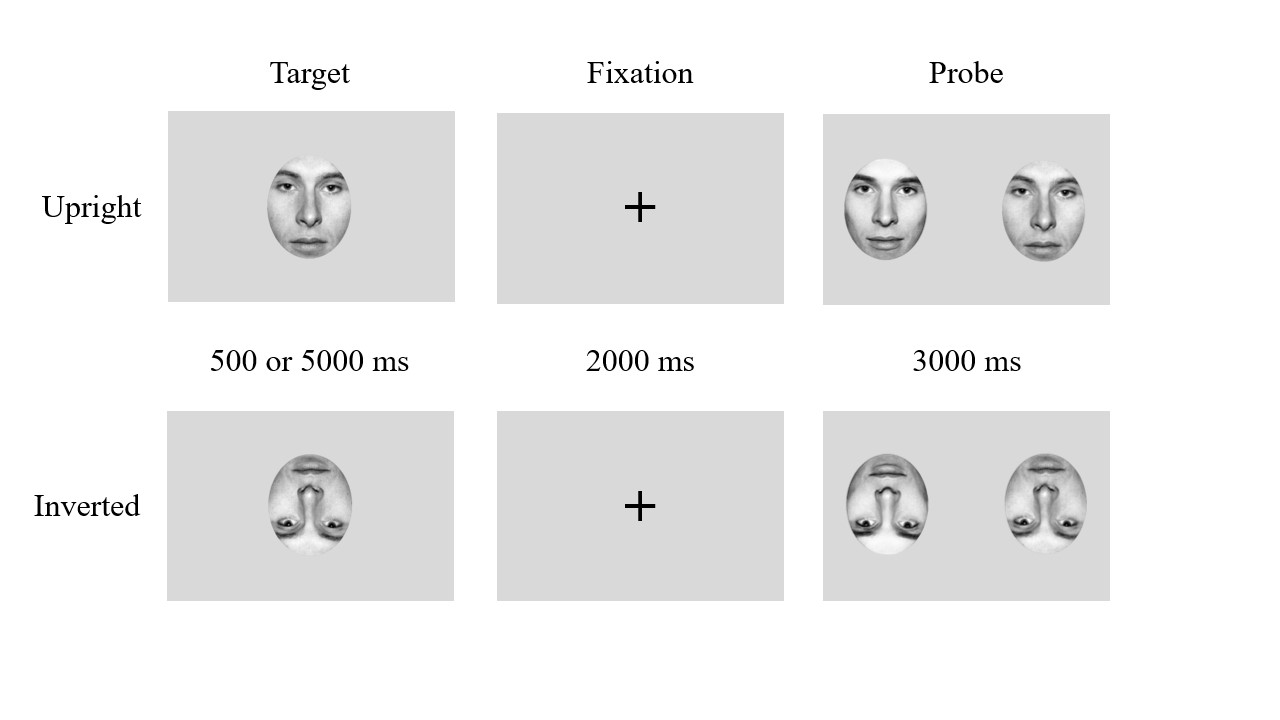 Target Fixation Probe
Upright
500 or 5000 ms 2000 ms 3000 ms
Inverted